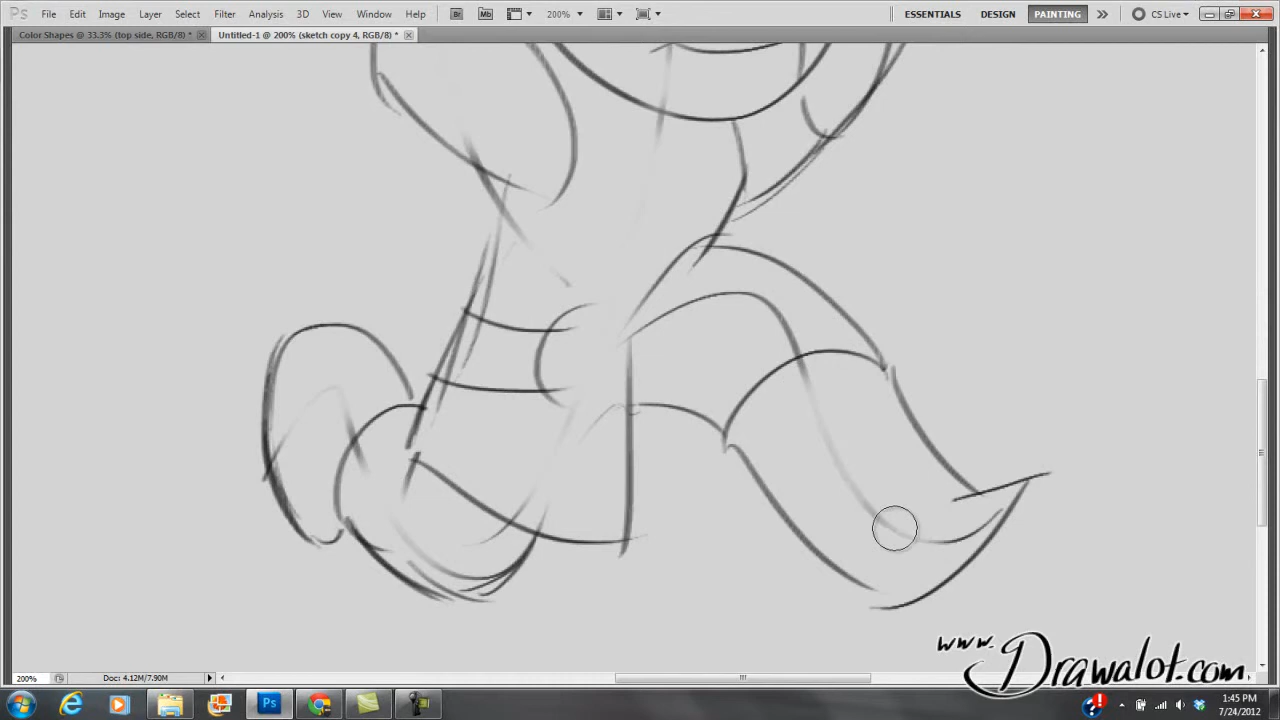 Ps File Edit Image Layer Select Filter Analysis 3D View Window Help Br Mb 200% ESSENTIALS DESIGN PAINTING CS Live
Color Shapes @ 33.3% (top side, RGB/8) * Untitled-1 @ 200% (sketch copy 4, RGB/8) *
www.
Drawalot.com
200% Doc: 4.12M/7.90M
Ps 1:45 PM
7/24/2012